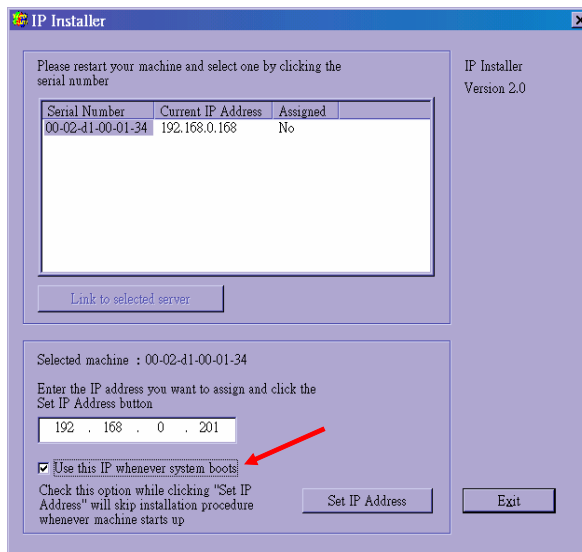 IP Installer
Please restart your machine and select one by clicking the
serial number
IP Installer
Version 2.0
Serial Number Current IP Address Assigned
00-02-d1-00-01-34 192.168.0.168 No
Link to selected server
Selected machine : 00-02-d1-00-01-34
Enter the IP address you want to assign and click the
Set IP Address button
192 . 168 . 0 . 201
Use this IP whenever system boots
Check this option while clicking "Set IP
Address" will skip installation procedure
whenever machine starts up
Set IP Address
Exit